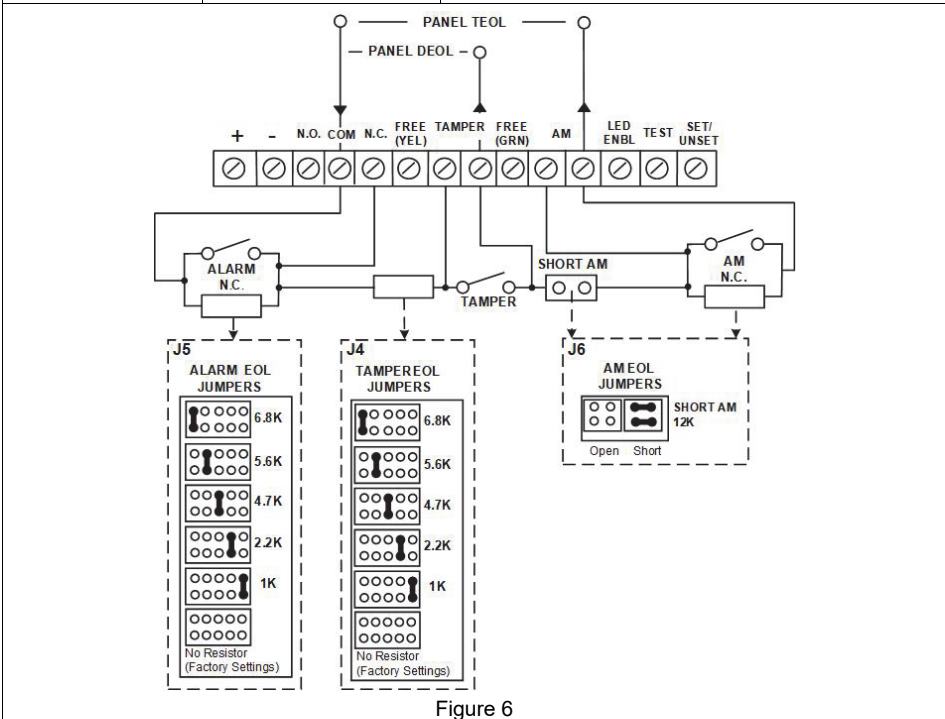 PANEL TEOL
PANEL DEOL
+ - N.O. COM N.C. FREE (YEL) TAMPER FREE (GRN) AM LED ENBL TEST SET/ UNSET
ALARM
N.C.
TAMPER
SHORT AM
AM
N.C.
J5
ALARM EOL
JUMPERS
6.8K
5.6K
4.7K
2.2K
1K
No Resistor
(Factory Settings)
J4
TAMPER EOL
JUMPERS
6.8K
5.6K
4.7K
2.2K
1K
No Resistor
(Factory Settings)
J6
AM EOL
JUMPERS
SHORT AM
12K
Open Short
Figure 6